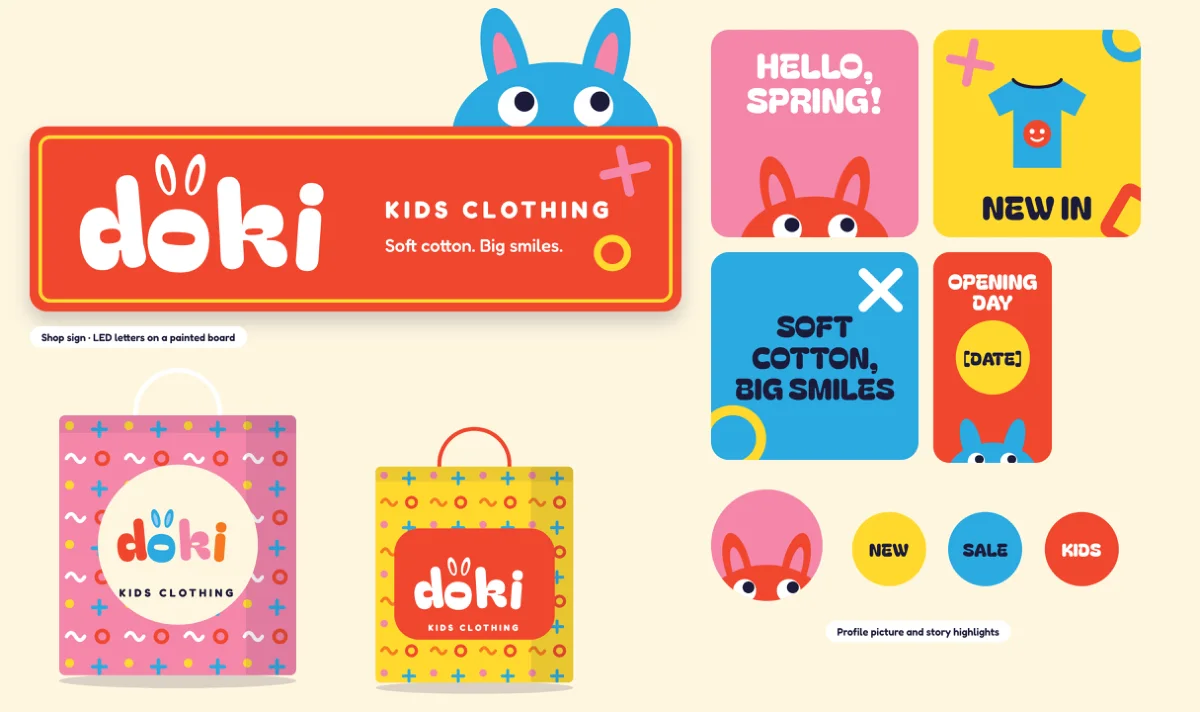 doki
KIDS CLOTHING
Soft cotton. Big smiles.
Shop sign · LED letters on a painted board
HELLO,
SPRING!
NEW IN
SOFT
COTTON,
BIG SMILES
OPENING
DAY
[DATE]
doki
KIDS CLOTHING
doki
KIDS CLOTHING
NEW
SALE
KIDS
Profile picture and story highlights